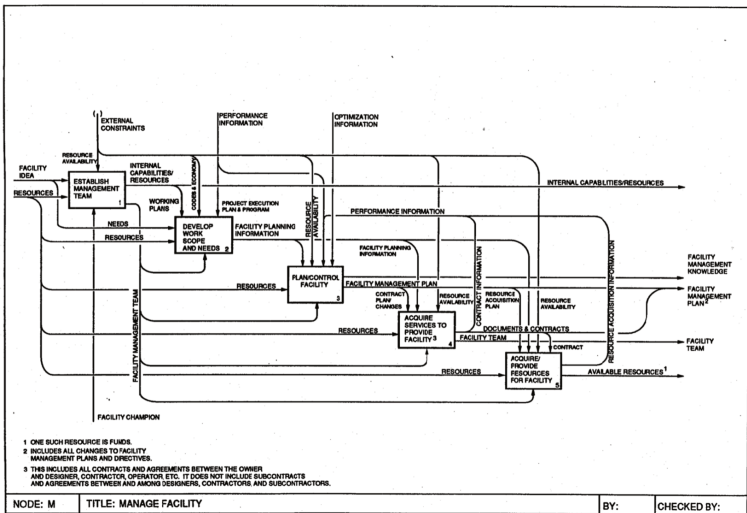 ( )
EXTERNAL
CONSTRAINTS
PERFORMANCE
INFORMATION
OPTIMIZATION
INFORMATION
RESOURCE
AVAILABILITY
FACILITY
IDEA
RESOURCES
ESTABLISH
MANAGEMENT
TEAM
1
INTERNAL
CAPABILITIES/
RESOURCES
INTERNAL CAPABLITIES/RESOURCES
WORKING
PLANS
CODES & ECONOMY
PROJECT EXECUTION
PLAN & PROGRAM
NEEDS
RESOURCES
DEVELOP
WORK
SCOPE
AND NEEDS
2
FACILITY PLANNING
INFORMATION
RESOURCE
AVAILABILITY
PERFORMANCE INFORMATION
FACILITY PLANNING
INFORMATION
PLAN/CONTROL
FACILITY
3
RESOURCES
FACILITY MANAGEMENT PLAN
CONTRACT
PLAN/
CHANGES
RESOURCE
AVAILABILITY
CONTRACT INFORMATION
RESOURCE
ACQUISITION
PLAN
RESOURCE
AVAILABILITY
RESOURCE ACQUISITION INFORMATION
FACILITY
MANAGEMENT
KNOWLEDGE
FACILITY
MANAGEMENT
PLAN 2
FACILITY MANAGEMENT TEAM
RESOURCES
ACQUIRE
SERVICES TO
PROVIDE
FACILITY 3
4
DOCUMENTS & CONTRACTS
FACILITY TEAM
CONTRACT
FACILITY
TEAM
RESOURCES
ACQUIRE/
PROVIDE
RESOURCES
FOR FACILITY
5
AVAILABLE RESOURCES 1
FACILITY CHAMPION
1 ONE SUCH RESOURCE IS FUNDS.
2 INCLUDES ALL CHANGES TO FACILITY
MANAGEMENT PLANS AND DIRECTIVES.
3 THIS INCLUDES ALL CONTRACTS AND AGREEMENTS BETWEEN THE OWNER
AND DESIGNER, CONTRACTOR, OPERATOR, ETC. IT DOES NOT INCLUDE SUBCONTRACTS
AND AGREEMENTS BETWEEN AND AMONG DESIGNERS, CONTRACTORS, AND SUBCONTRACTORS.
NODE: M
TITLE: MANAGE FACILITY
BY:
CHECKED BY: